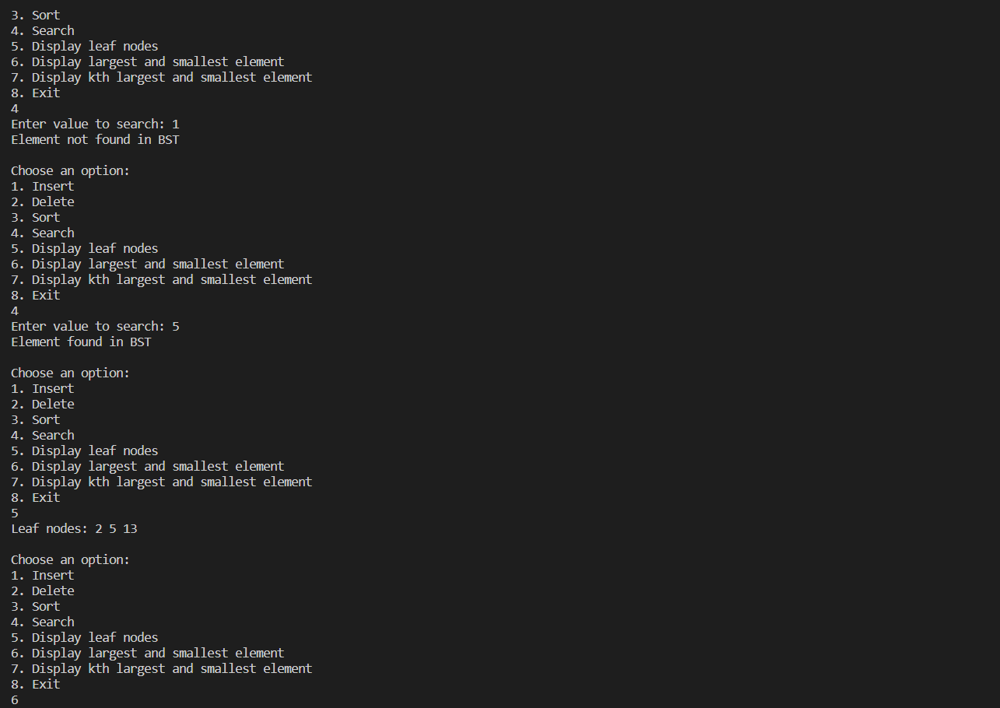 3. Sort
4. Search
5. Display leaf nodes
6. Display largest and smallest element
7. Display kth largest and smallest element
8. Exit
4
Enter value to search: 1
Element not found in BST

Choose an option:
1. Insert
2. Delete
3. Sort
4. Search
5. Display leaf nodes
6. Display largest and smallest element
7. Display kth largest and smallest element
8. Exit
4
Enter value to search: 5
Element found in BST

Choose an option:
1. Insert
2. Delete
3. Sort
4. Search
5. Display leaf nodes
6. Display largest and smallest element
7. Display kth largest and smallest element
8. Exit
5
Leaf nodes: 2 5 13

Choose an option:
1. Insert
2. Delete
3. Sort
4. Search
5. Display leaf nodes
6. Display largest and smallest element
7. Display kth largest and smallest element
8. Exit
6